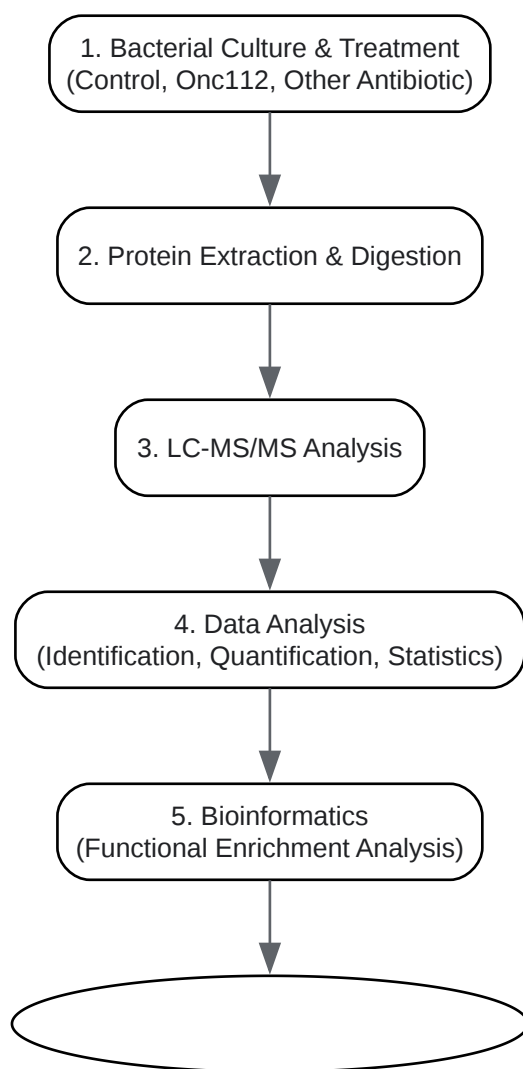 1. Bacterial Culture & Treatment
(Control, Onc112, Other Antibiotic)
2. Protein Extraction & Digestion
3. LC-MS/MS Analysis
4. Data Analysis
(Identification, Quantification, Statistics)
5. Bioinformatics
(Functional Enrichment Analysis)